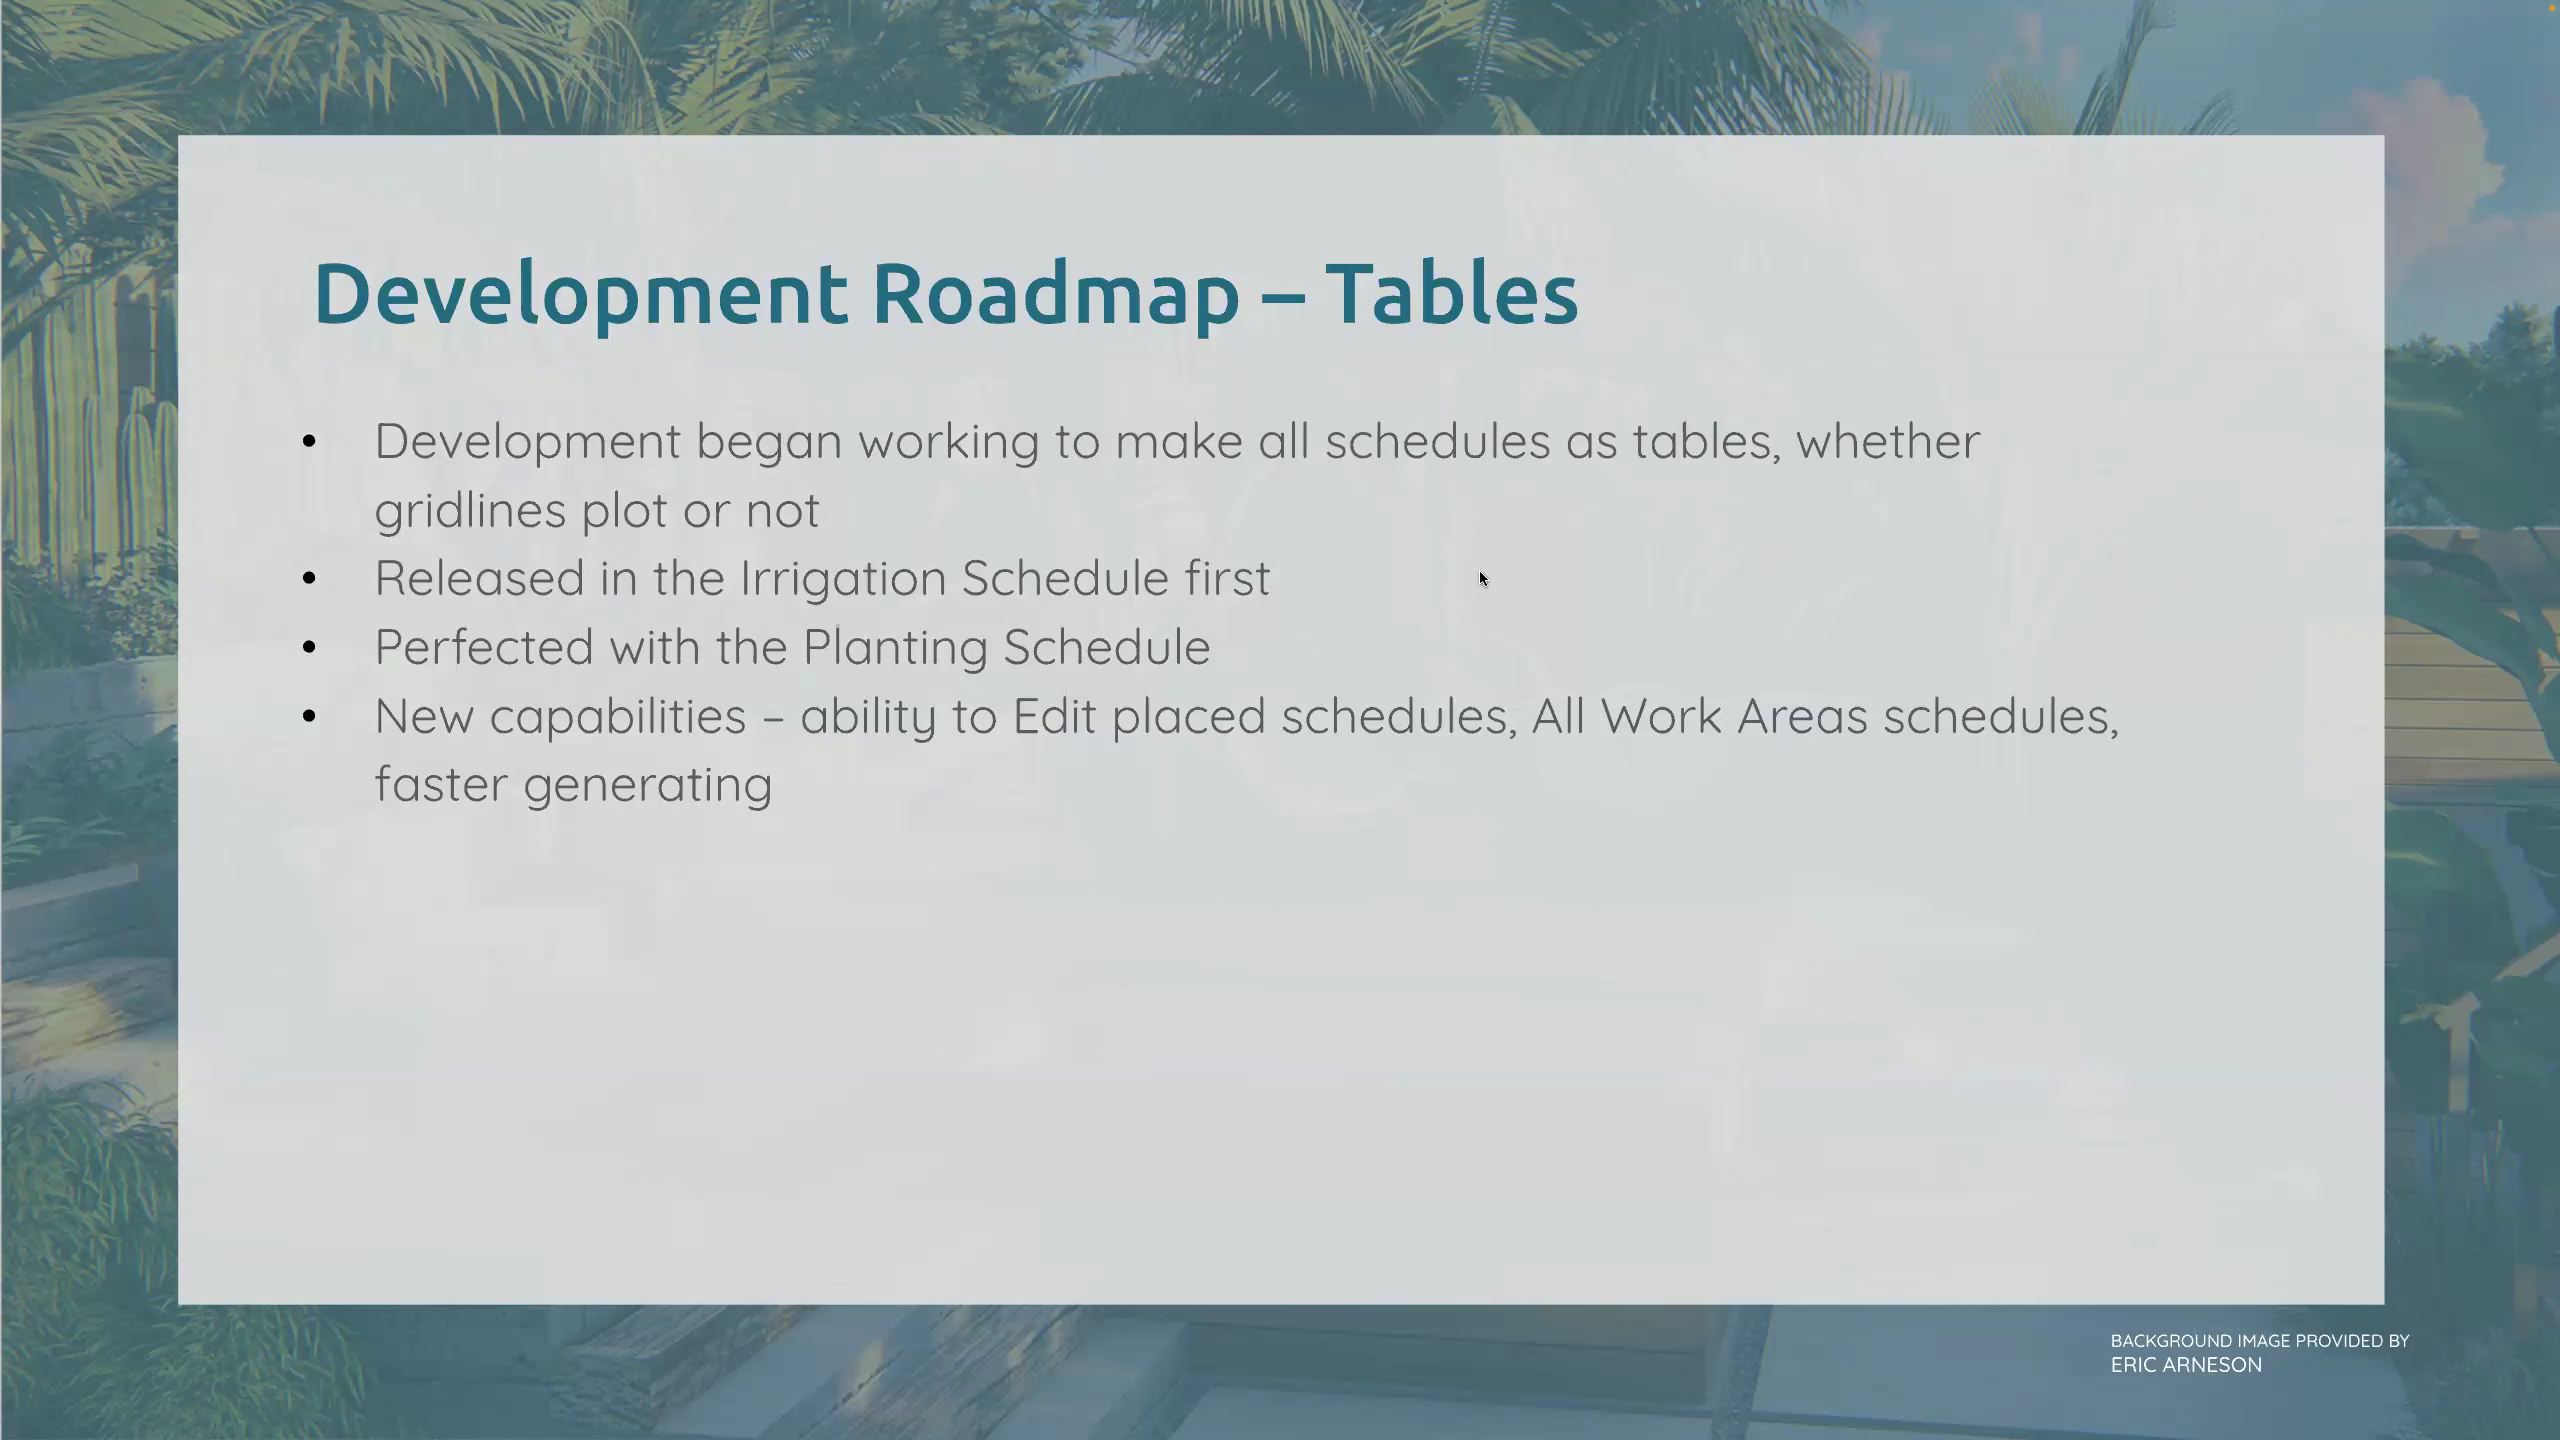 Development Roadmap – Tables
• Development began working to make all schedules as tables, whether
gridlines plot or not
• Released in the Irrigation Schedule first
• Perfected with the Planting Schedule
• New capabilities – ability to Edit placed schedules, All Work Areas schedules,
faster generating
BACKGROUND IMAGE PROVIDED BY
ERIC ARNESON